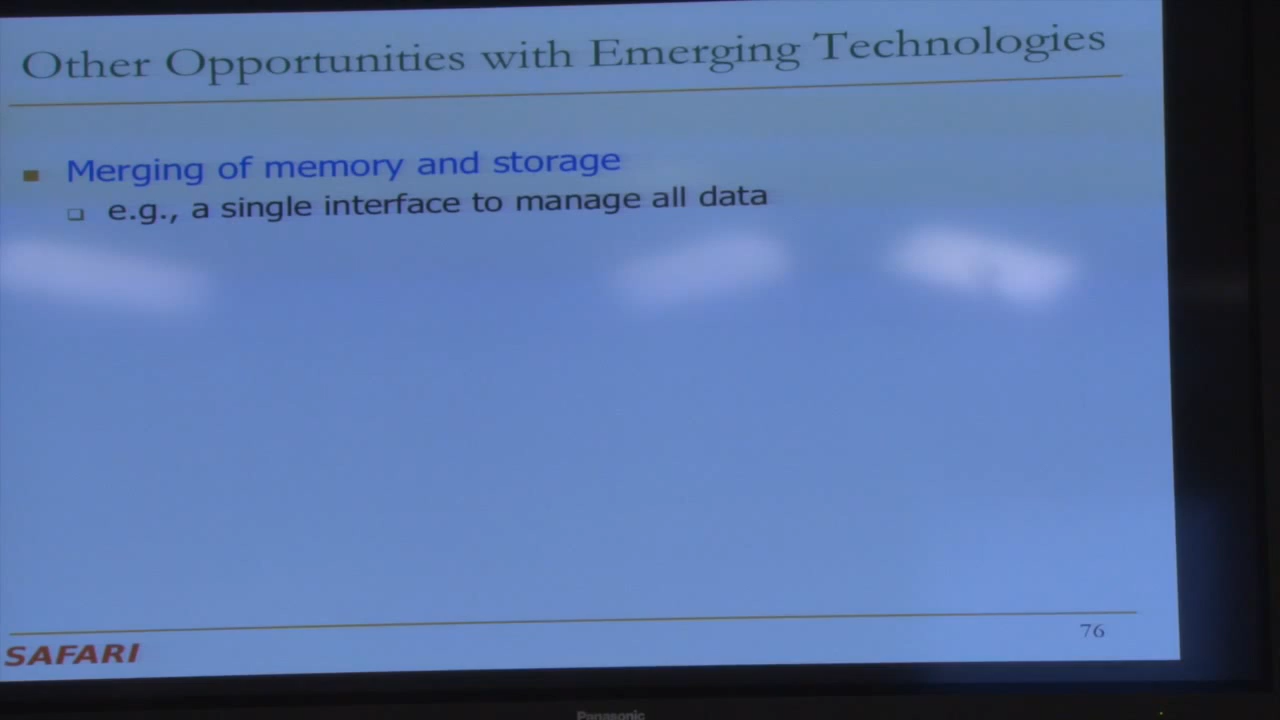 Other Opportunities with Emerging Technologies
Merging of memory and storage
e.g., a single interface to manage all data
SAFARI
76
Panasonic